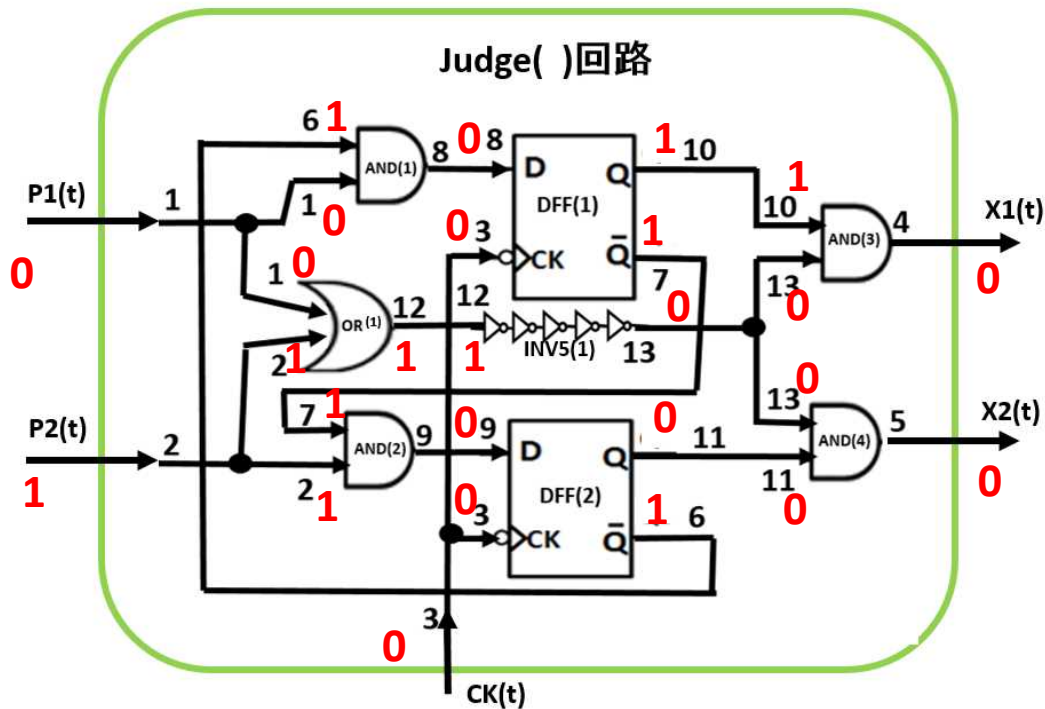 Judge( )回路
6 1
AND(1)
8 0 8
D
Q
1 10
DFF(1)
1
10
AND(3)
4
X1(t)
0
P1(t)
1
0
1 0
0 3
CK
Q̅
1
7
13 0
1 0
OR(1)
12
1
12
1
INV5(1)
0
13
2 1
7 1
AND(2)
9
0 9
D
Q
0
11
DFF(2)
13 0
AND(4)
5
X2(t)
0
11 0
P2(t)
1
2
2 1
0 3
CK
Q̅
1 6
3
0
CK(t)